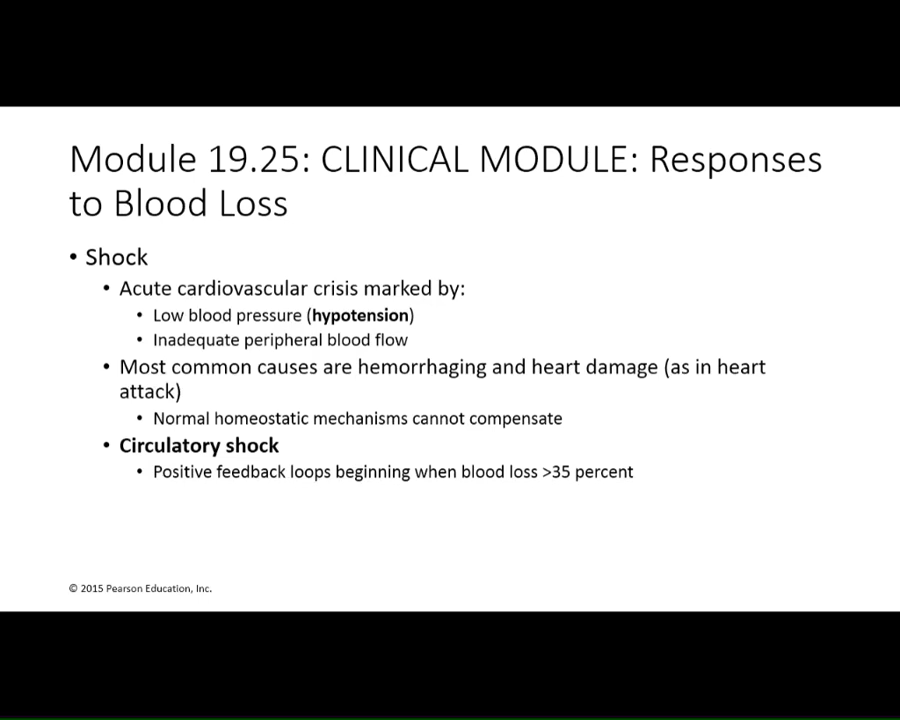 Module 19.25: CLINICAL MODULE: Responses
to Blood Loss
• Shock
• Acute cardiovascular crisis marked by:
• Low blood pressure (hypotension)
• Inadequate peripheral blood flow
• Most common causes are hemorrhaging and heart damage (as in heart
attack)
• Normal homeostatic mechanisms cannot compensate
• Circulatory shock
• Positive feedback loops beginning when blood loss >35 percent
© 2015 Pearson Education, Inc.